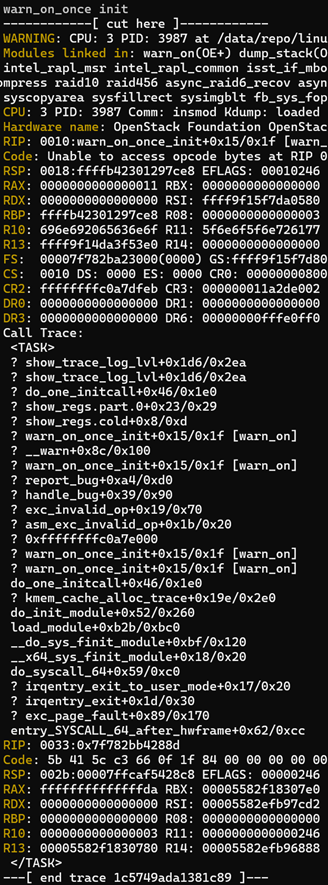 warn_on_once init
------------[ cut here ]------------
WARNING: CPU: 3 PID: 3987 at /data/repo/linu
Modules linked in: warn_on(OE+) dump_stack(O
intel_rapl_msr intel_rapl_common isst_if_mbo
ompress raid10 raid456 async_raid6_recov asyn
syscopyarea sysfillrect sysimgblt fb_sys_fop
CPU: 3 PID: 3987 Comm: insmod Kdump: loaded
Hardware name: OpenStack Foundation OpenStac
RIP: 0010:warn_on_once_init+0x15/0x1f [warn_
Code: Unable to access opcode bytes at RIP 0
RSP: 0018:ffffb42301297ce8 EFLAGS: 00010246
RAX: 0000000000000011 RBX: 0000000000000000
RDX: 0000000000000000 RSI: ffff9f15f7da0580
RBP: ffffb42301297ce8 R08: 0000000000000003
R10: 696e692065636e6f R11: 5f6e6f5f6e726177
R13: ffff9f14da3f53e0 R14: 0000000000000000
FS:  00007f782ba23000(0000) GS:ffff9f15f7d80
CS:  0010 DS: 0000 ES: 0000 CR0: 00000000800
CR2: ffffffffc0a7dfeb CR3: 000000011a2de002
DR0: 0000000000000000 DR1: 0000000000000000
DR3: 0000000000000000 DR6: 00000000fffe0ff0
Call Trace:
<TASK>
? show_trace_log_lvl+0x1d6/0x2ea
? show_trace_log_lvl+0x1d6/0x2ea
? do_one_initcall+0x46/0x1e0
? show_regs.part.0+0x23/0x29
? show_regs.cold+0x8/0xd
? warn_on_once_init+0x15/0x1f [warn_on]
? __warn+0x8c/0x100
? warn_on_once_init+0x15/0x1f [warn_on]
? report_bug+0xa4/0xd0
? handle_bug+0x39/0x90
? exc_invalid_op+0x19/0x70
? asm_exc_invalid_op+0x1b/0x20
? 0xffffffffc0a7e000
? warn_on_once_init+0x15/0x1f [warn_on]
? warn_on_once_init+0x15/0x1f [warn_on]
do_one_initcall+0x46/0x1e0
? kmem_cache_alloc_trace+0x19e/0x2e0
do_init_module+0x52/0x260
load_module+0xb2b/0xbc0
__do_sys_finit_module+0xbf/0x120
__x64_sys_finit_module+0x18/0x20
do_syscall_64+0x59/0xc0
? irqentry_exit_to_user_mode+0x17/0x20
? irqentry_exit+0x1d/0x30
? exc_page_fault+0x89/0x170
entry_SYSCALL_64_after_hwframe+0x62/0xcc
RIP: 0033:0x7f782bb4288d
Code: 5b 41 5c c3 66 0f 1f 84 00 00 00 00 00
RSP: 002b:00007ffcaf5428c8 EFLAGS: 00000246
RAX: ffffffffffffffda RBX: 00005582f18307e0
RDX: 0000000000000000 RSI: 00005582efb97cd2
RBP: 0000000000000000 R08: 0000000000000000
R10: 0000000000000003 R11: 0000000000000246
R13: 00005582f1830780 R14: 00005582efb96888
</TASK>
---[ end trace 1c5749ada1381c89 ]---